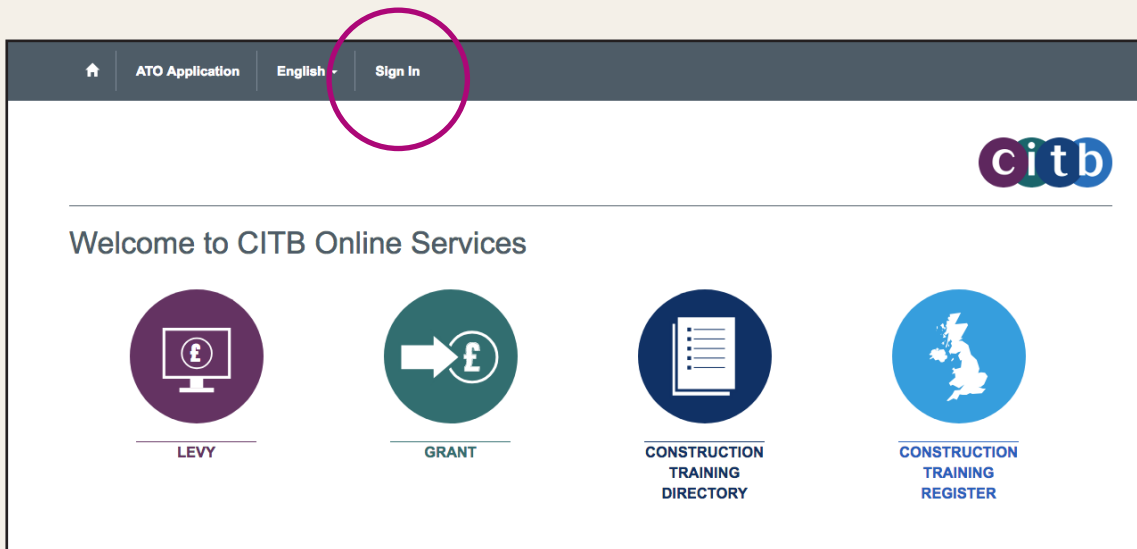 ATO Application English Sign In
citb
Welcome to CITB Online Services
£ £
LEVY GRANT CONSTRUCTION TRAINING DIRECTORY CONSTRUCTION TRAINING REGISTER